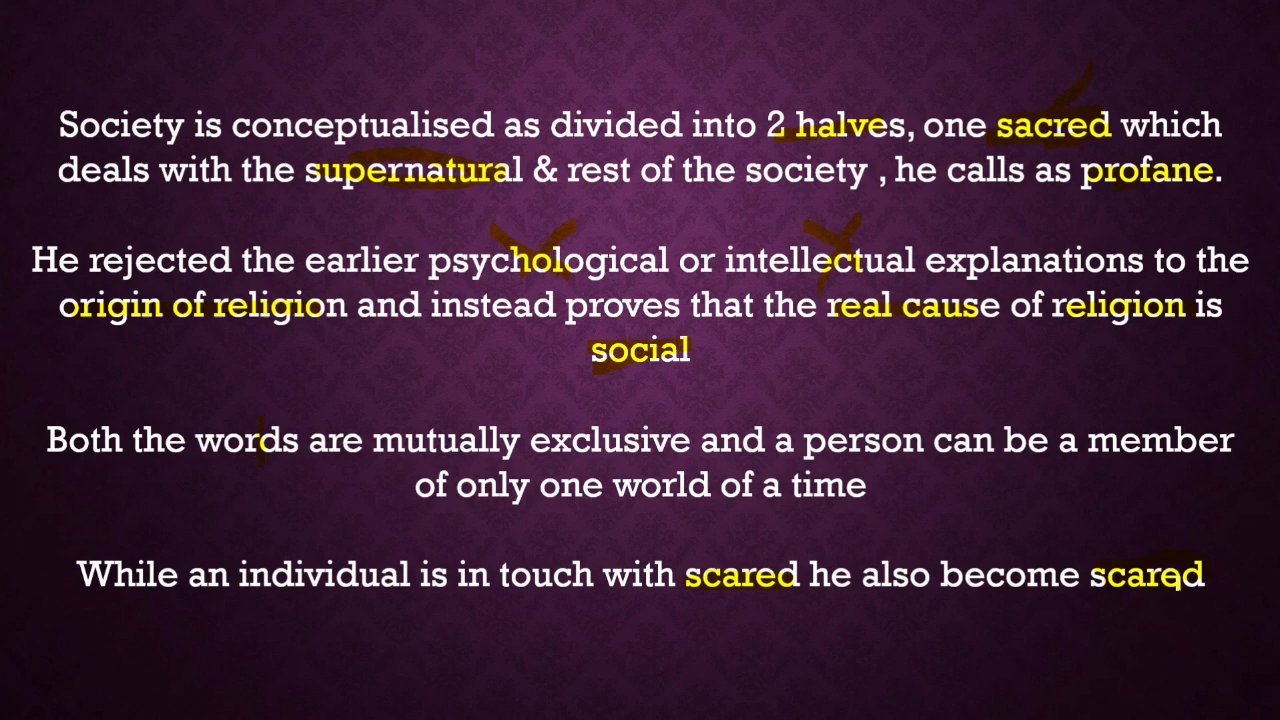 Society is conceptualised as divided into 2 halves, one sacred which
deals with the supernatural & rest of the society , he calls as profane.
He rejected the earlier psychological or intellectual explanations to the
origin of religion and instead proves that the real cause of religion is
social
Both the words are mutually exclusive and a person can be a member
of only one world of a time
While an individual is in touch with scared he also become scared